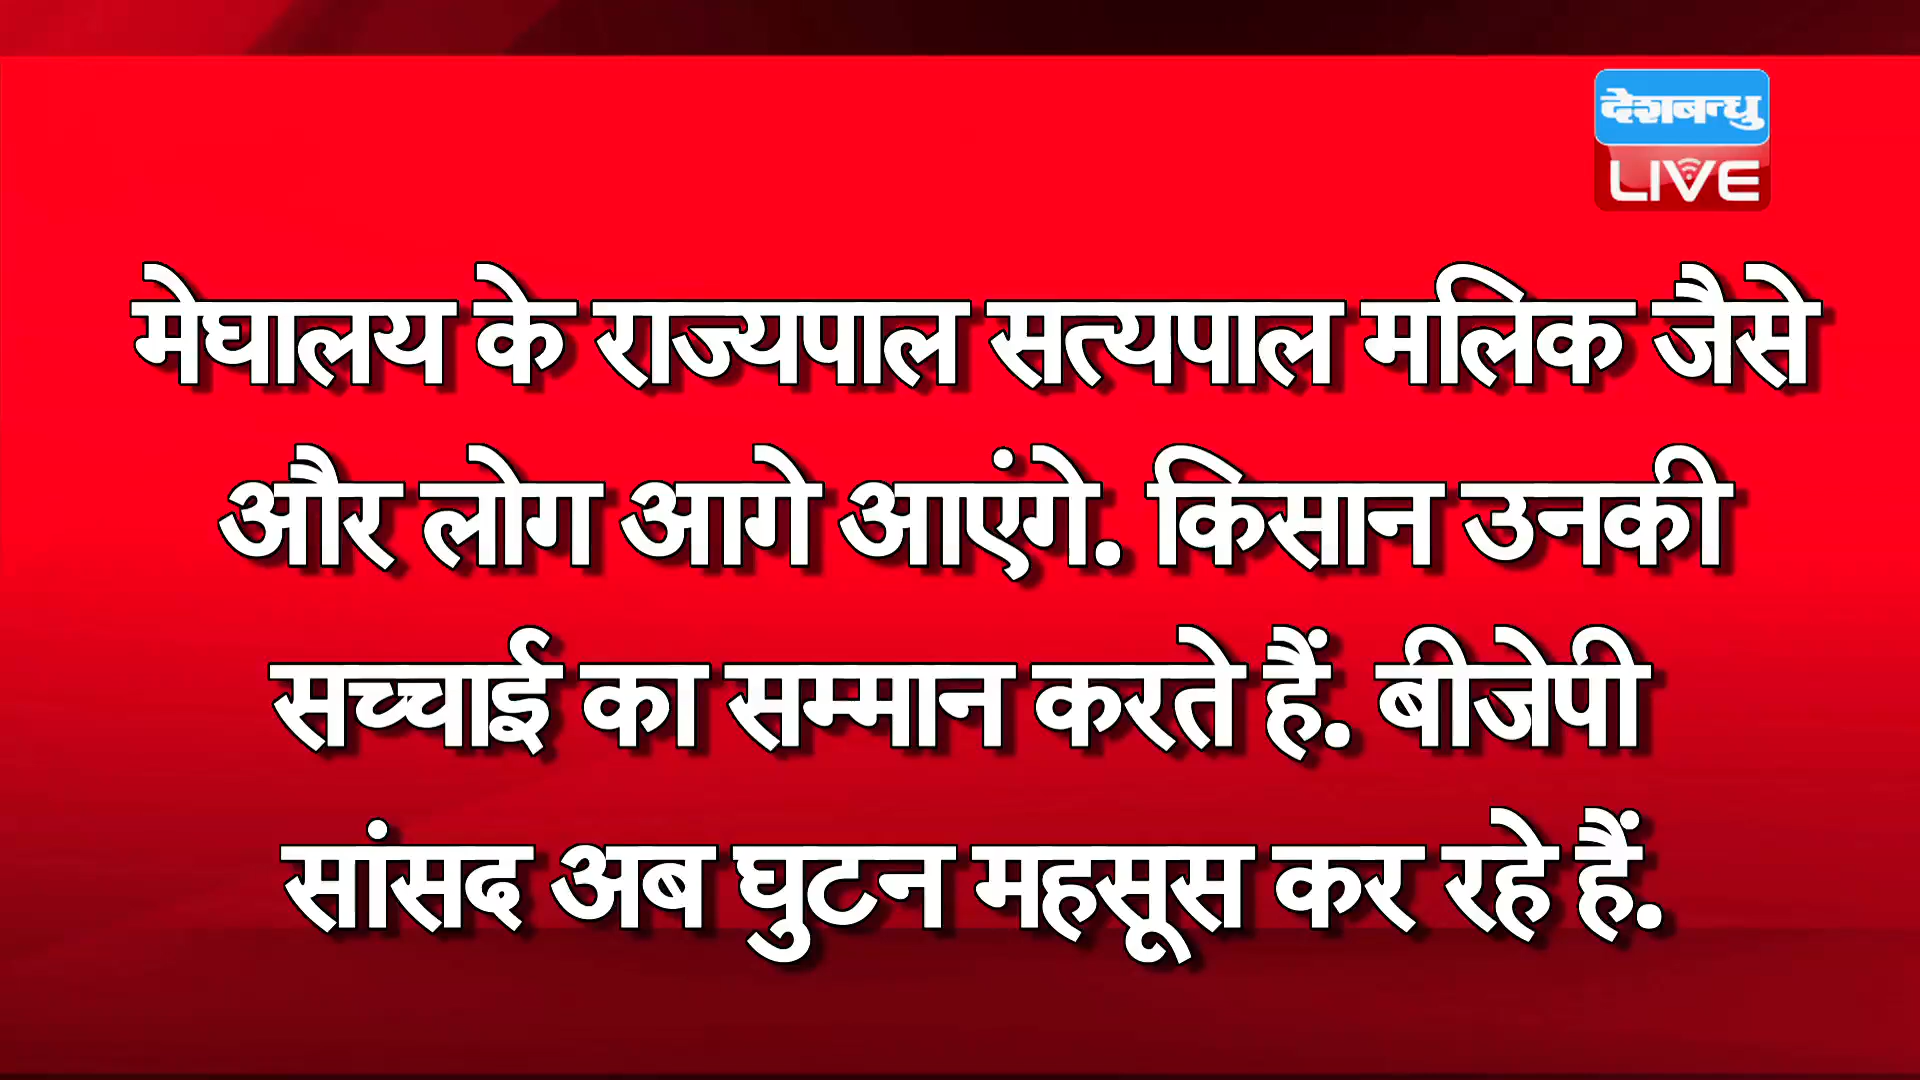 देशबन्धु
LIVE
मेघालय के राज्यपाल सत्यपाल मलिक जैसे
और लोग आगे आएंगे. किसान उनकी
सच्चाई का सम्मान करते हैं. बीजेपी
सांसद अब घुटन महसूस कर रहे हैं.